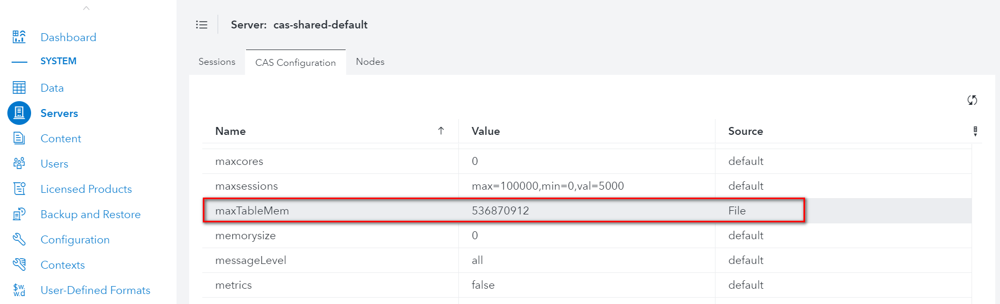 Dashboard
SYSTEM
Data
Servers
Content
Users
Licensed Products
Backup and Restore
Configuration
Contexts
$w.
w.d
User-Defined Formats
Server: cas-shared-default
Sessions CAS Configuration Nodes
Name Value Source
maxcores 0 default
maxsessions max=100000,min=0,val=5000 default
maxTableMem 536870912 File
memorysize 0 default
messageLevel all default
metrics false default